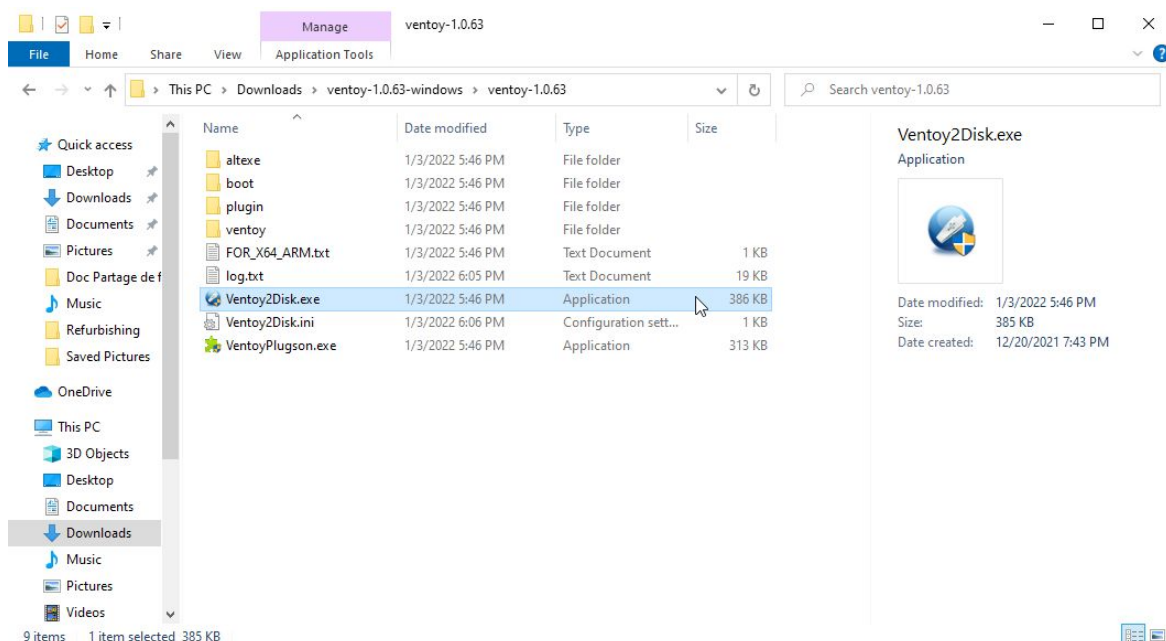 Manage ventoy-1.0.63
File Home Share View Application Tools
This PC > Downloads > ventoy-1.0.63-windows > ventoy-1.0.63
Search ventoy-1.0.63
Quick access
Desktop
Downloads
Documents
Pictures
Doc Partage de f
Music
Refurbishing
Saved Pictures
OneDrive
This PC
3D Objects
Desktop
Documents
Downloads
Music
Pictures
Videos
Name Date modified Type Size
altexe 1/3/2022 5:46 PM File folder
boot 1/3/2022 5:46 PM File folder
plugin 1/3/2022 5:46 PM File folder
ventoy 1/3/2022 5:46 PM File folder
FOR_X64_ARM.txt 1/3/2022 5:46 PM Text Document 1 KB
log.txt 1/3/2022 6:05 PM Text Document 19 KB
Ventoy2Disk.exe 1/3/2022 5:46 PM Application 386 KB
Ventoy2Disk.ini 1/3/2022 6:06 PM Configuration sett... 1 KB
VentoyPlugson.exe 1/3/2022 5:46 PM Application 313 KB
Ventoy2Disk.exe
Application
Date modified: 1/3/2022 5:46 PM
Size: 385 KB
Date created: 12/20/2021 7:43 PM
9 items 1 item selected 385 KB